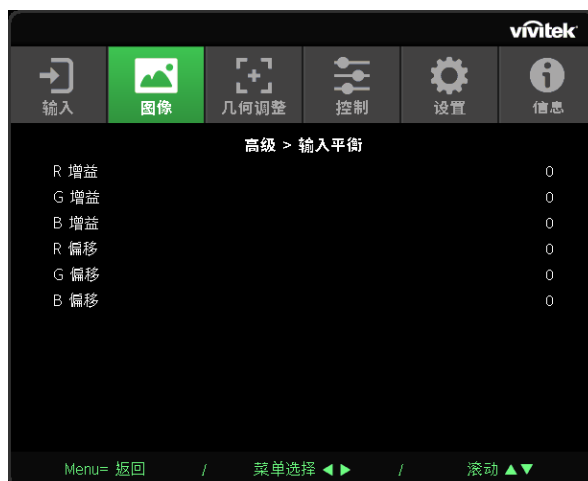 vivitek
输入 图像 几何调整 控制 设置 信息
高级 > 输入平衡
R 增益 0
G 增益 0
B 增益 0
R 偏移 0
G 偏移 0
B 偏移 0
Menu= 返回 / 菜单选择 ◀ ▶ / 滚动 ▲▼